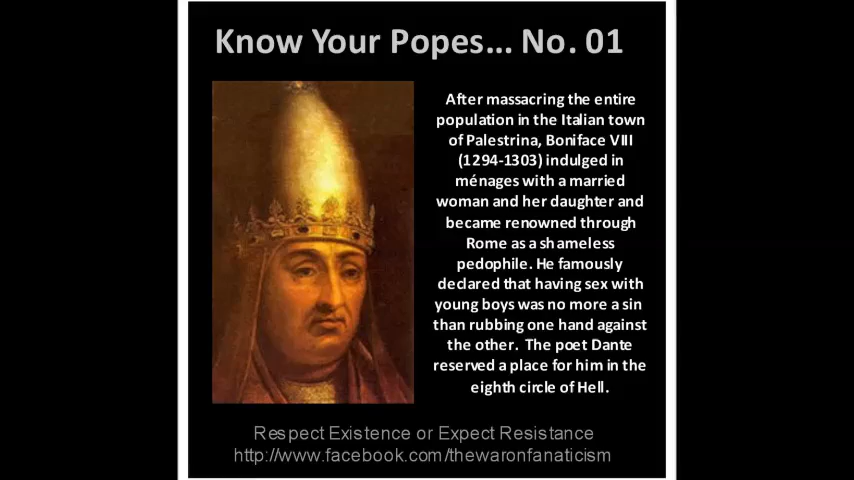 Know Your Popes... No. 01
After massacring the entire
population in the Italian town
of Palestrina, Boniface VIII
(1294-1303) indulged in
ménages with a married
woman and her daughter and
became renowned through
Rome as a shameless
pedophile. He famously
declared that having sex with
young boys was no more a sin
than rubbing one hand against
the other. The poet Dante
reserved a place for him in the
eighth circle of Hell.
Respect Existence or Expect Resistance
http://www.facebook.com/thewaronfanaticism